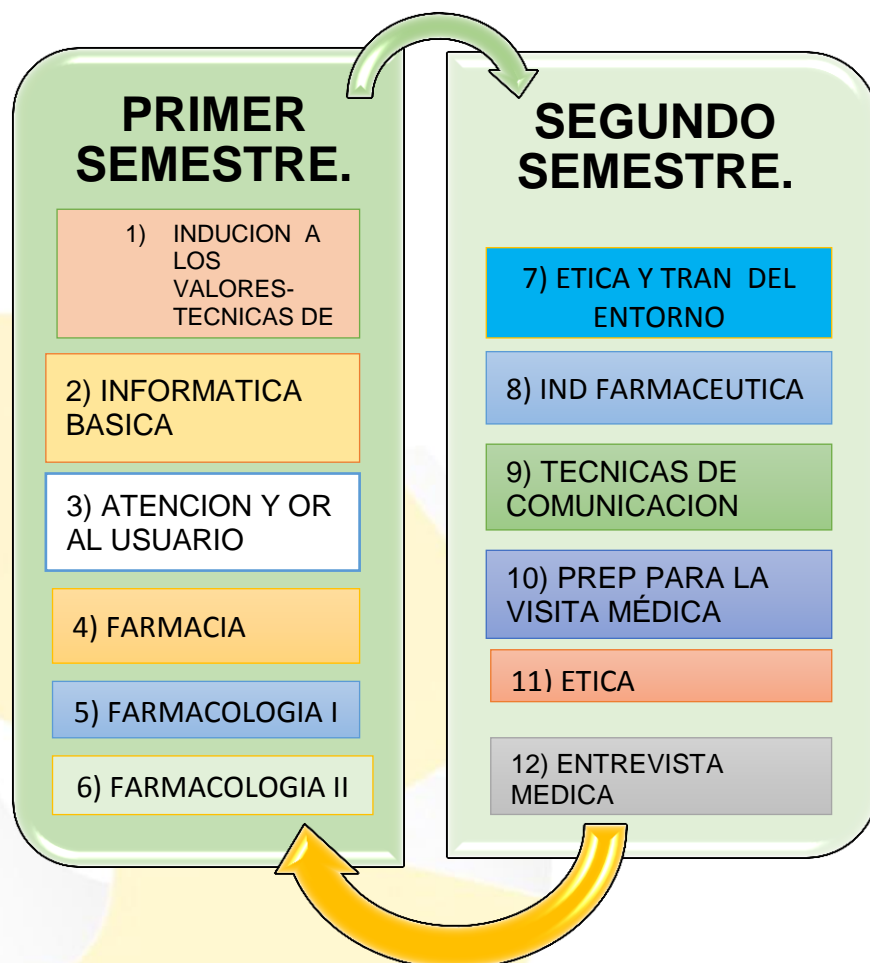 PRIMER
SEMESTRE.
1) INDUCION A
LOS
VALORES-
TECNICAS DE
2) INFORMATICA
BASICA
3) ATENCION Y OR
AL USUARIO
4) FARMACIA
5) FARMACOLOGIA I
6) FARMACOLOGIA II
SEGUNDO
SEMESTRE.
7) ETICA Y TRAN DEL
ENTORNO
8) IND FARMACEUTICA
9) TECNICAS DE
COMUNICACION
10) PREP PARA LA
VISITA MÉDICA
11) ETICA
12) ENTREVISTA
MEDICA